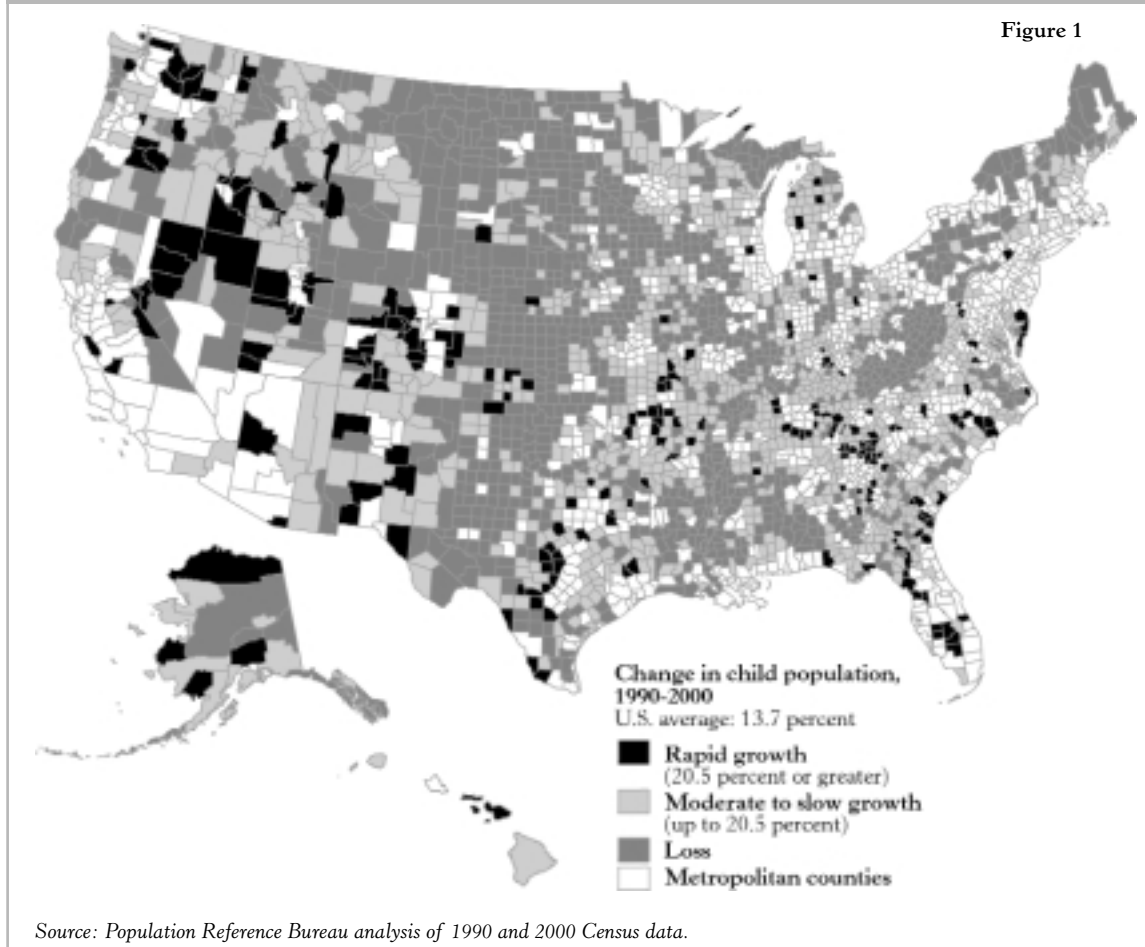 Figure 1
Change in child population,
1990-2000
U.S. average: 13.7 percent
Rapid growth
(20.5 percent or greater)
Moderate to slow growth
(up to 20.5 percent)
Loss
Metropolitan counties
Source: Population Reference Bureau analysis of 1990 and 2000 Census data.